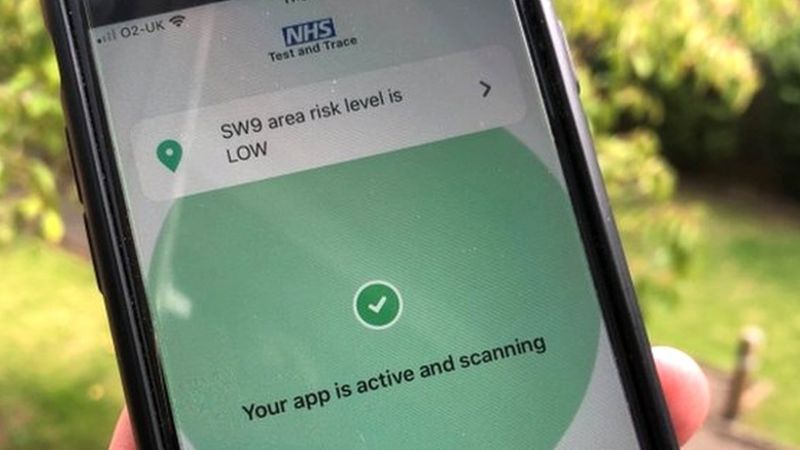 O2-UK
NHS
Test and Trace
SW9 area risk level is
LOW
Your app is active and scanning